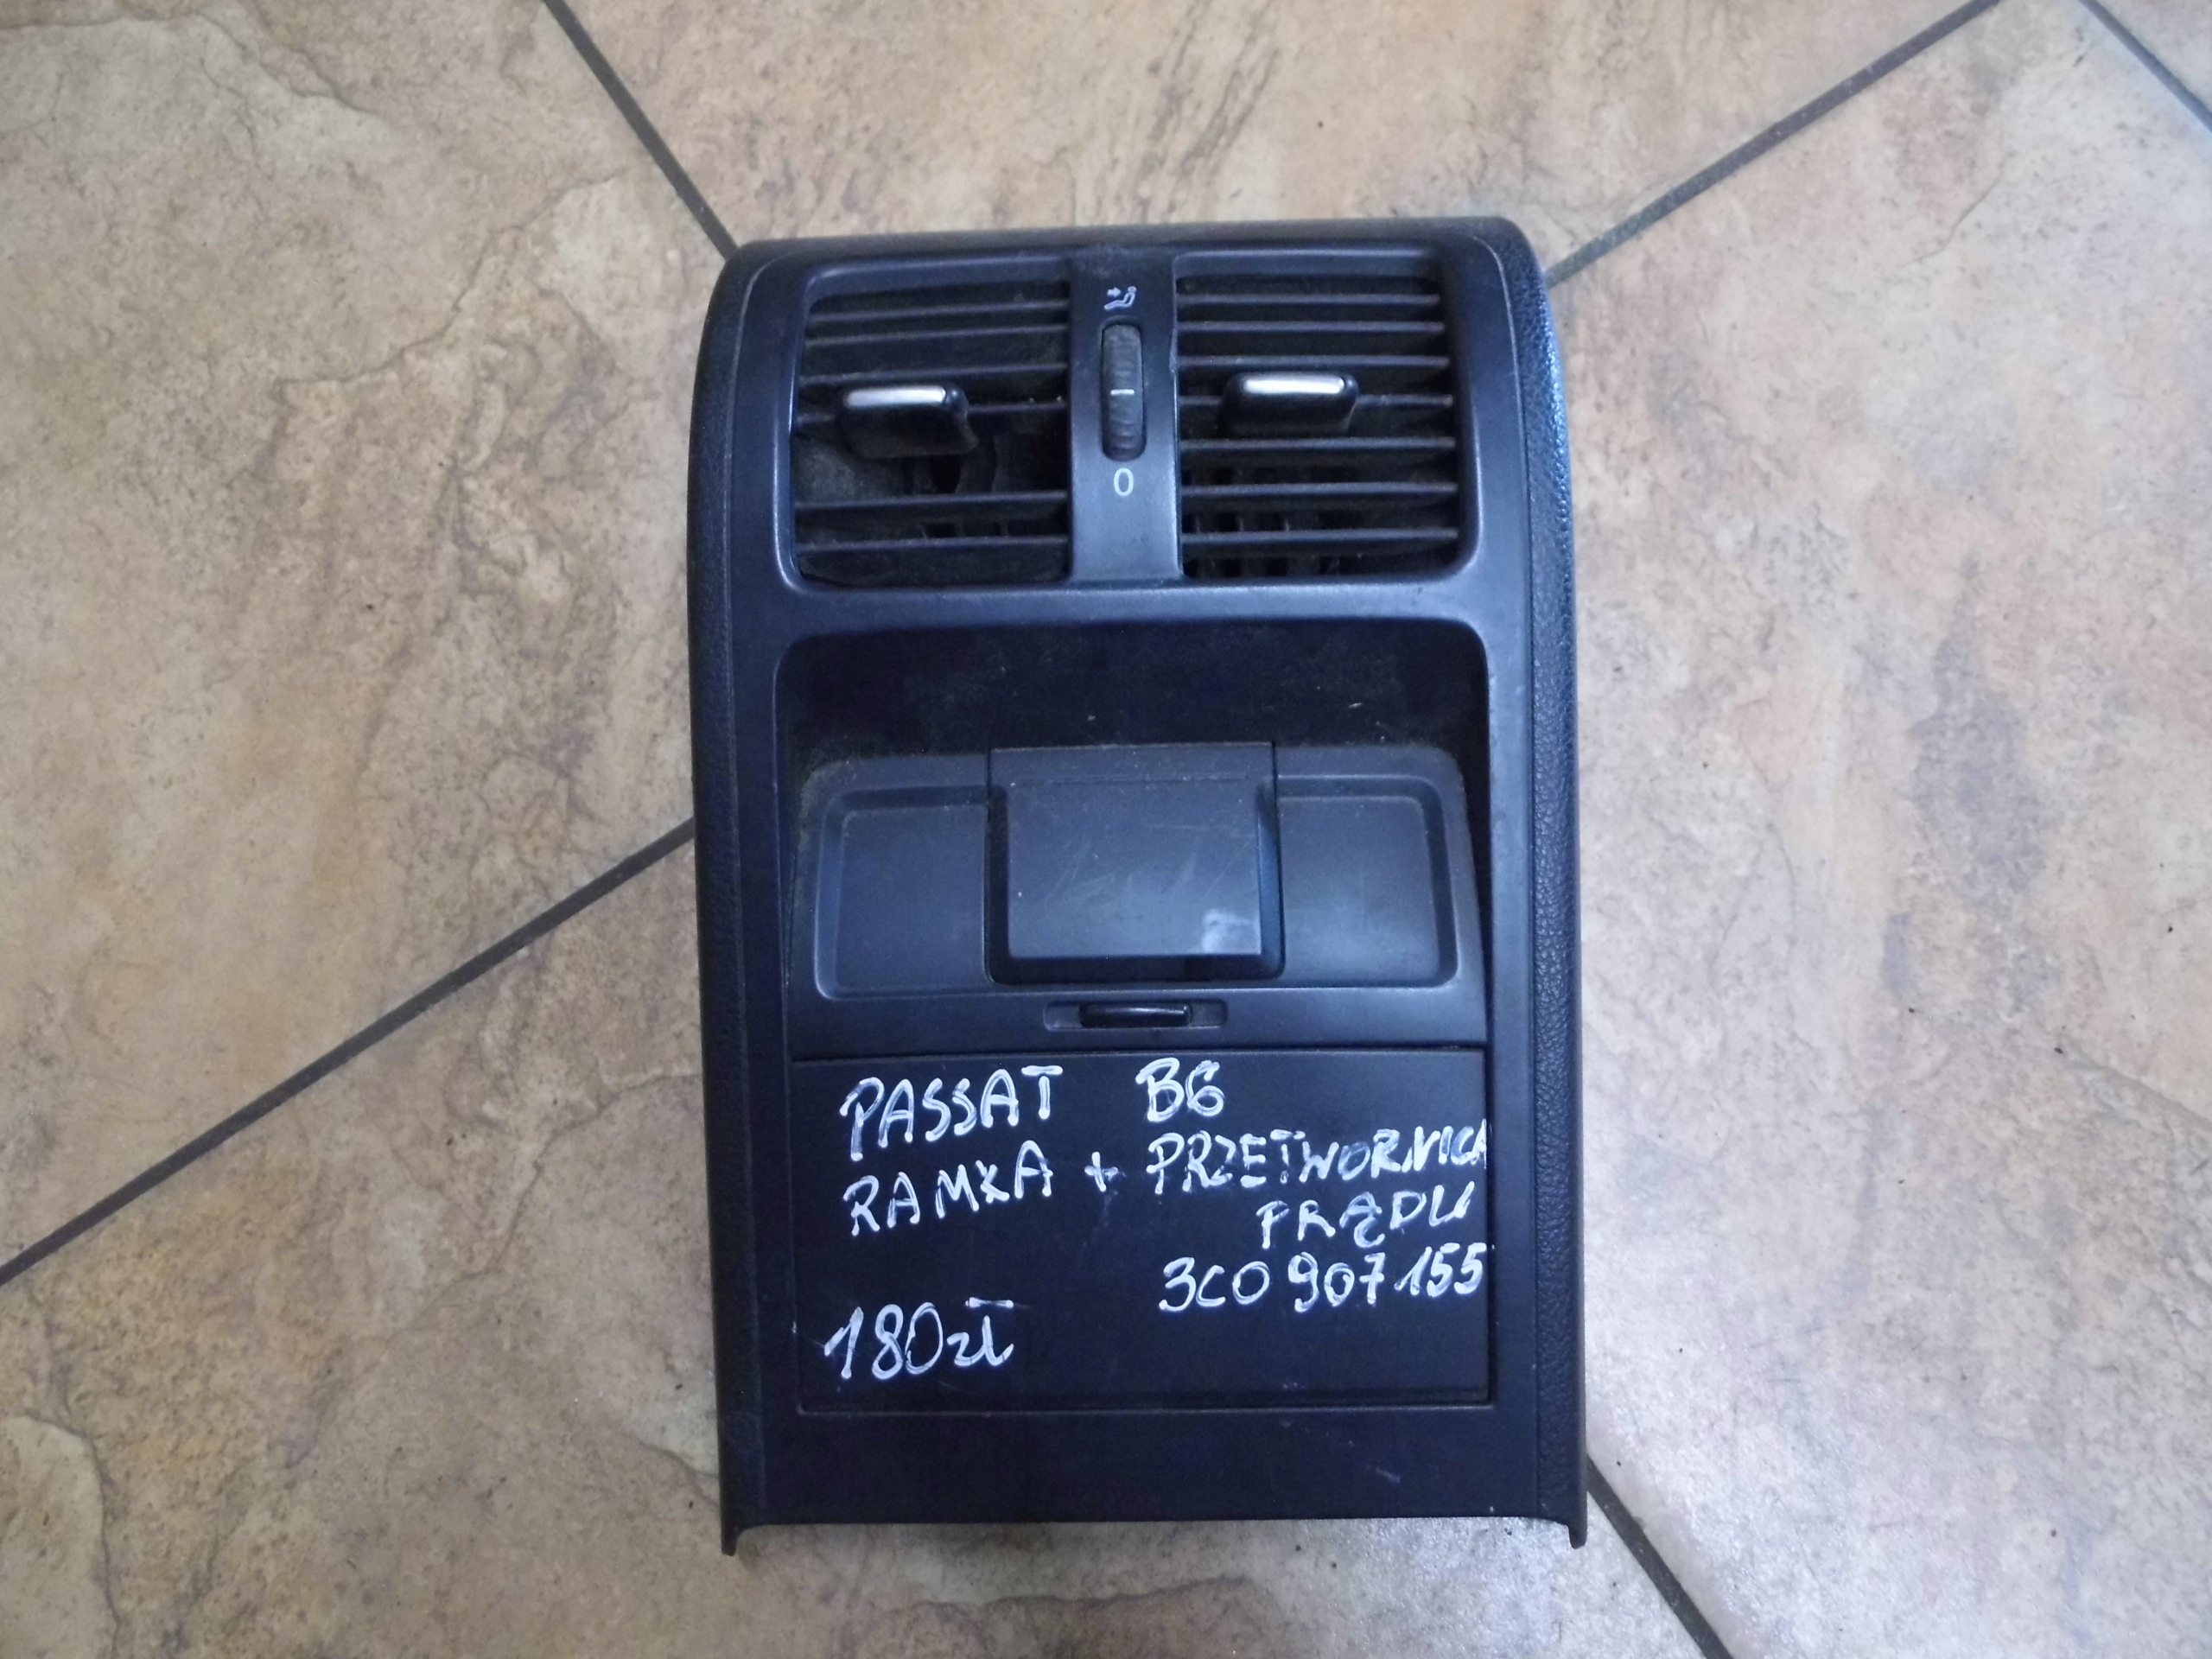 0
PASSAT B6
RAMKA + PRZETWORNICA
PRĄDU
3C0 907 155
180zł